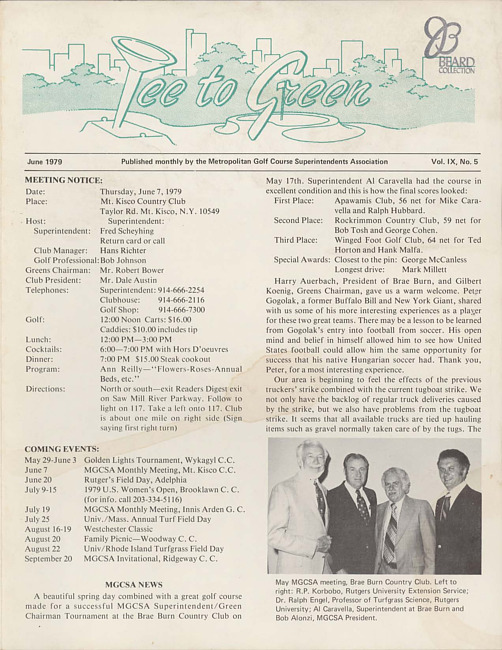 Tee to Green
BEARD
COLLECTION
June 1979 Published monthly by the Metropolitan Golf Course Superintendents Association Vol. IX, No. 5
MEETING NOTICE:
Date: Thursday, June 7, 1979
Place: Mt. Kisco Country Club
Taylor Rd. Mt. Kisco, N.Y. 10549
Host: Superintendent:
Superintendent: Fred Scheyhing
Return card or call
Club Manager: Hans Richter
Golf Professional: Bob Johnson
Greens Chairman: Mr. Robert Bower
Club President: Mr. Dale Austin
Telephones: Superintendent: 914-666-2254
Clubhouse: 914-666-2116
Golf Shop: 914-666-7300
Golf: 12:00 Noon Carts: $16.00
Caddies: $10.00 includes tip
Lunch: 12:00 PM—3:00 PM
Cocktails: 6:00—7:00 PM with Hors D'oeuvres
Dinner: 7:00 PM $15.00 Steak cookout
Program: Ann Reilly—"Flowers-Roses-Annual
Beds, etc."
Directions: North or south—exit Readers Digest exit
on Saw Mill River Parkway. Follow to
light on 117. Take a left onto 117. Club
is about one mile on right side (Sign
saying first right turn)
COMING EVENTS:
May 29-June 3 Golden Lights Tournament, Wykagyl C.C.
June 7 MGCSA Monthly Meeting, Mt. Kisco C.C.
June 20 Rutger's Field Day, Adelphia
July 9-15 1979 U.S. Women's Open, Brooklawn C. C.
(for info. call 203-334-5116)
July 19 MGCSA Monthly Meeting, Innis Arden G. C.
July 25 Univ./Mass. Annual Turf Field Day
August 16-19 Westchester Classic
August 20 Family Picnic—Woodway C. C.
August 22 Univ/Rhode Island Turfgrass Field Day
September 20 MGCSA Invitational, Ridgeway C. C.
MGCSA NEWS
A beautiful spring day combined with a great golf course
made for a successful MGCSA Superintendent/Green
Chairman Tournament at the Brae Burn Country Club on
May 17th. Superintendent Al Caravella had the course in
excellent condition and this is how the final scores looked:
First Place: Apawamis Club, 56 net for Mike Cara-
vella and Ralph Hubbard.
Second Place: Rockrimmon Country Club, 59 net for
Bob Tosh and George Cohen.
Third Place: Winged Foot Golf Club, 64 net for Ted
Horton and Hank Malfa.
Special Awards: Closest to the pin: George McCanless
Longest drive: Mark Millett
Harry Auerbach, President of Brae Burn, and Gilbert
Koenig, Greens Chairman, gave us a warm welcome. Peter
Gogolak, a former Buffalo Bill and New York Giant, shared
with us some of his more interesting experiences as a player
for these two great teams. There may be a lesson to be learned
from Gogolak's entry into football from soccer. His open
mind and belief in himself allowed him to see how United
States football could allow him the same opportunity for
success that his native Hungarian soccer had. Thank you,
Peter, for a most interesting experience.
Our area is beginning to feel the effects of the previous
truckers' strike combined with the current tugboat strike. We
not only have the backlog of regular truck deliveries caused
by the strike, but we also have problems from the tugboat
strike. It seems that all available trucks are tied up hauling
items such as gravel normally taken care of by the tugs. The
May MGCSA meeting, Brae Burn Country Club. Left to
right: R.P. Korbobo, Rutgers University Extension Service;
Dr. Ralph Engel, Professor of Turfgrass Science, Rutgers
University; Al Caravella, Superintendent at Brae Burn and
Bob Alonzi, MGCSA President.